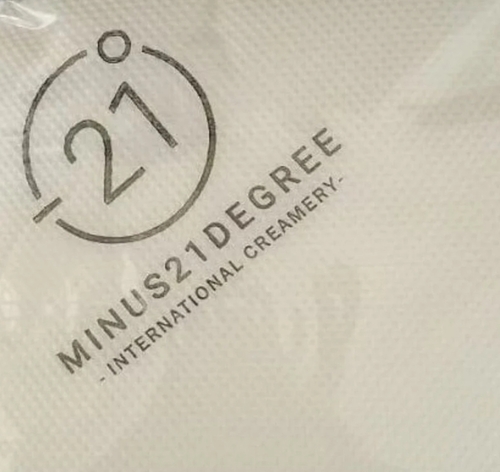 -21°
MINUS21DEGREE
- INTERNATIONAL CREAMERY-